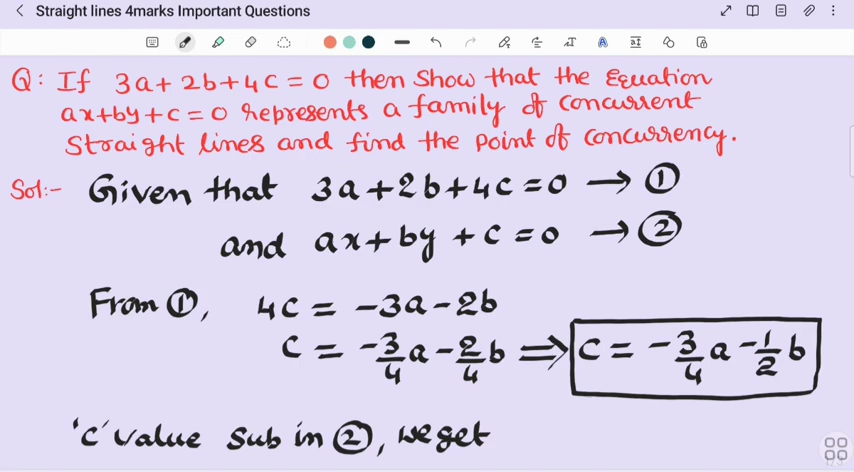 Straight lines 4marks Important Questions
Q: If 3a+2b+4c=0 then show that the Equation
ax+by+c=0 represents a family of concurrent
Straight lines and find the point of concurrency.
Sol:- Given that 3a+2b+4c=0 → ①
and ax+by+c=0 → ②
From ①, 4c = -3a-2b
c = -3/4 a - 2/4 b ⟹ c = -3/4 a - 1/2 b
'c' value sub in ②, we get